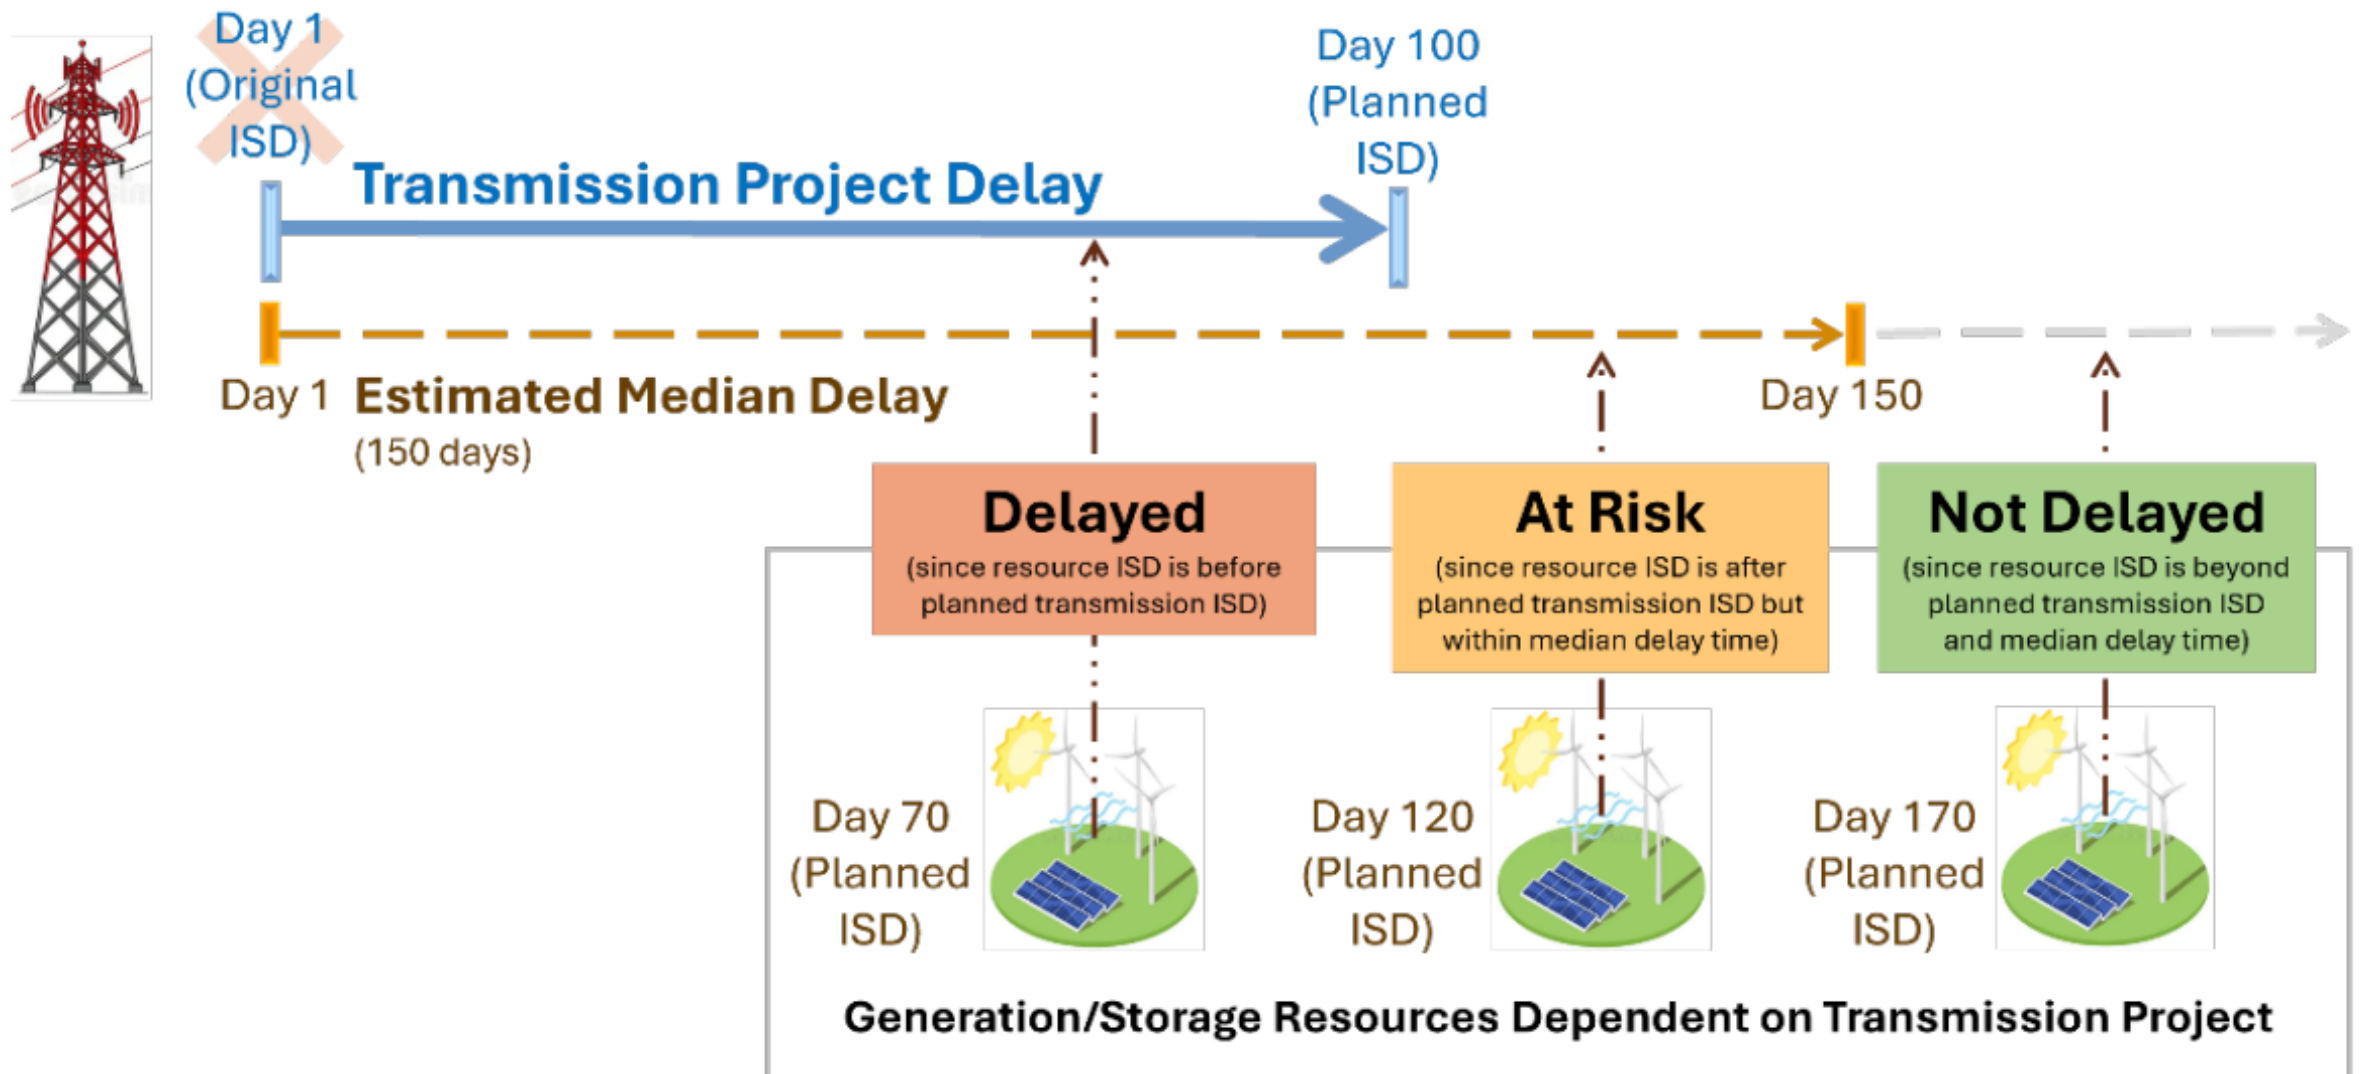 Day 1
(Original
ISD)
Day 100
(Planned
ISD)
Transmission Project Delay
Day 1
Estimated Median Delay
(150 days)
Day 150
Delayed
(since resource ISD is before
planned transmission ISD)
At Risk
(since resource ISD is after
planned transmission ISD but
within median delay time)
Not Delayed
(since resource ISD is beyond
planned transmission ISD
and median delay time)
Day 70
(Planned
ISD)
Day 120
(Planned
ISD)
Day 170
(Planned
ISD)
Generation/Storage Resources Dependent on Transmission Project